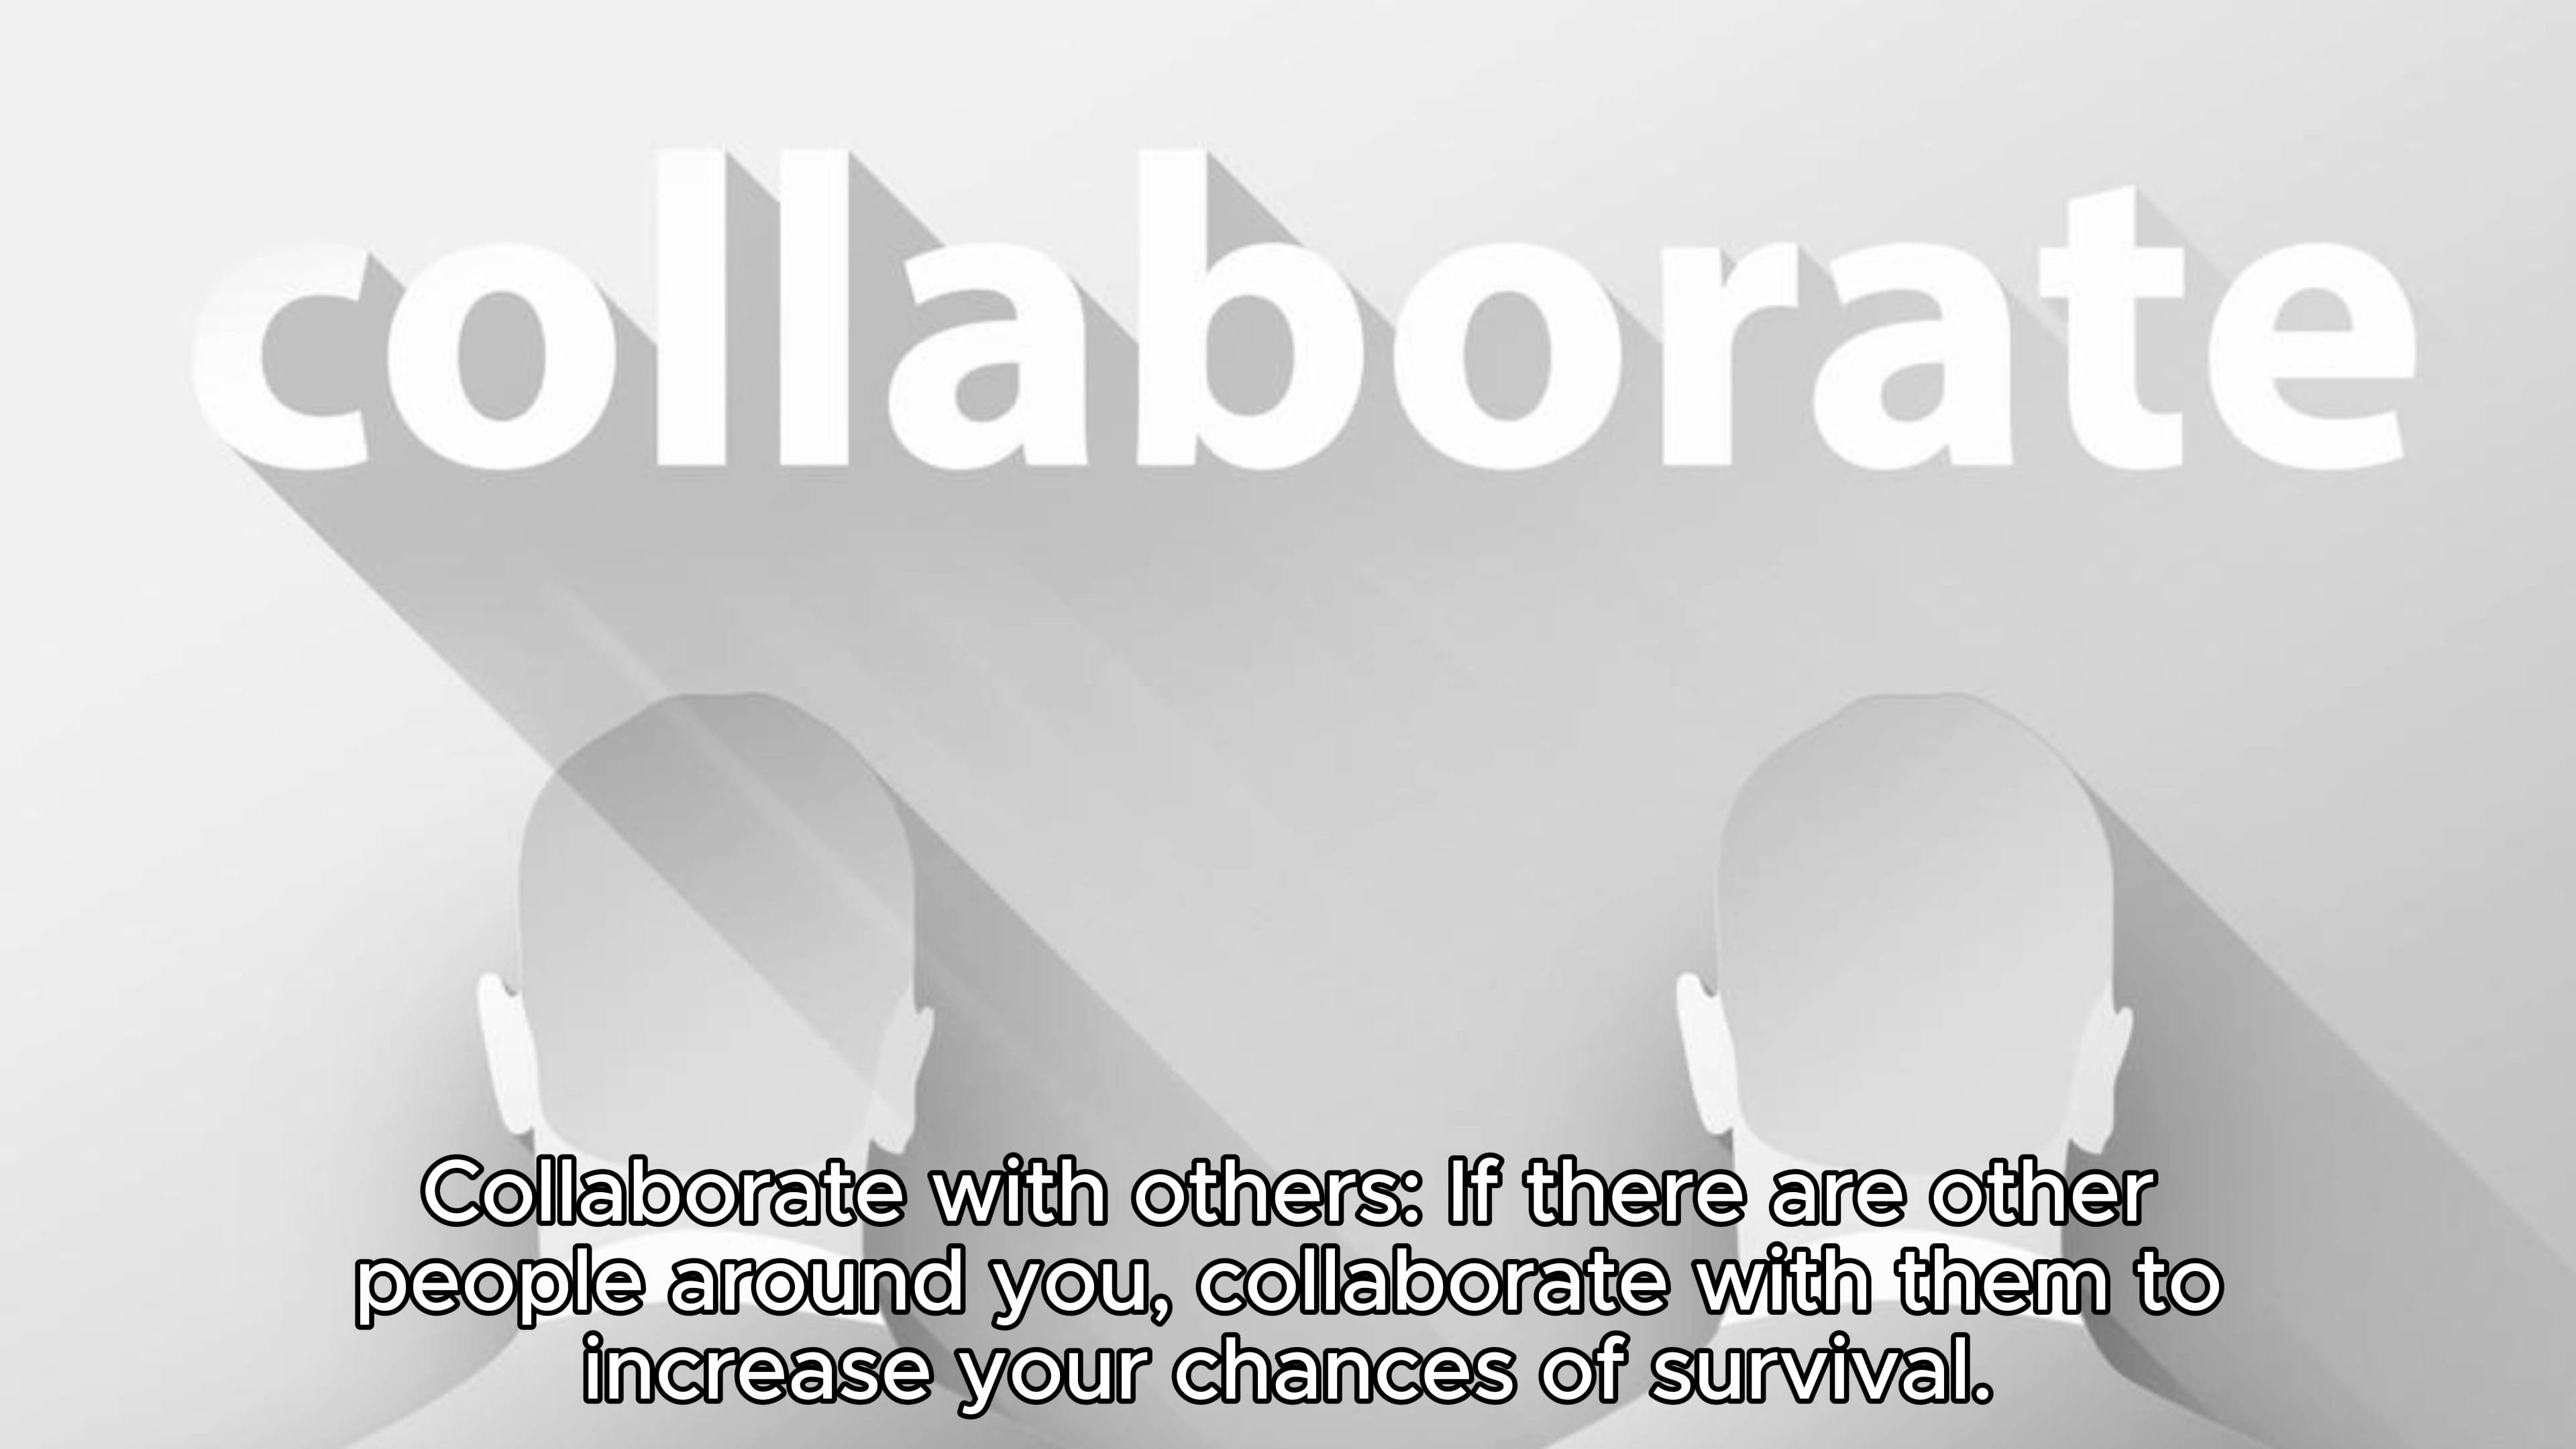 collaborate
Collaborate with others: If there are other
people around you, collaborate with them to
increase your chances of survival.